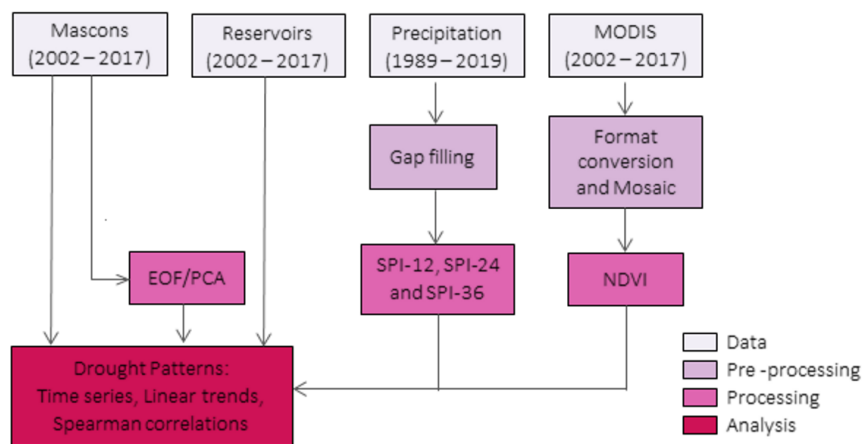 Mascons
(2002 – 2017)
Reservoirs
(2002 – 2017)
Precipitation
(1989 – 2019)
MODIS
(2002 – 2017)
Gap filling
Format
conversion
and Mosaic
EOF/PCA
SPI-12, SPI-24
and SPI-36
NDVI
Drought Patterns:
Time series, Linear trends,
Spearman correlations
Data
Pre -processing
Processing
Analysis